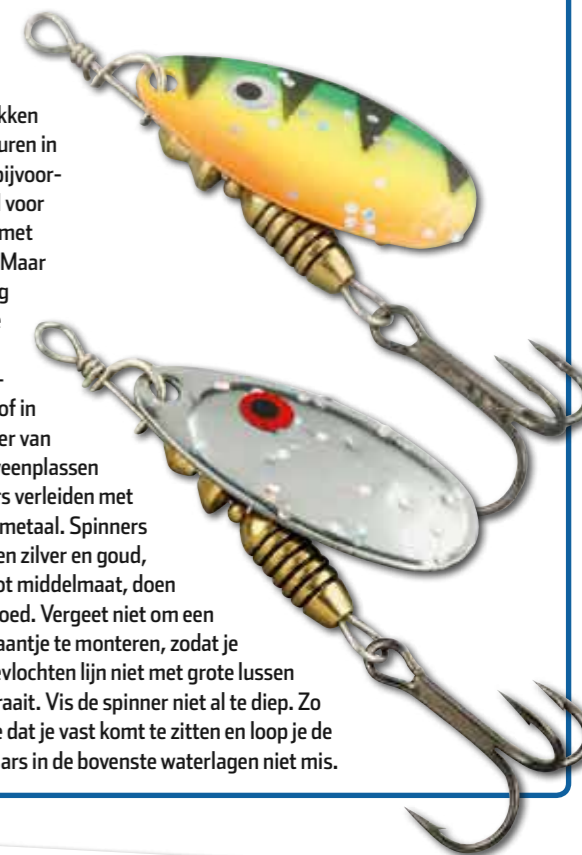 kken
uren in
bijvoor-
voor
met
Maar
g
of in
er van
eenplassen
rs verleiden met
metaal. Spinners
en zilver en goud,
ot middelmaat, doen
oed. Vergeet niet om een
aantje te monteren, zodat je
evlochten lijn niet met grote lussen
raait. Vis de spinner niet al te diep. Zo
e dat je vast komt te zitten en loop je de
ars in de bovenste waterlagen niet mis.